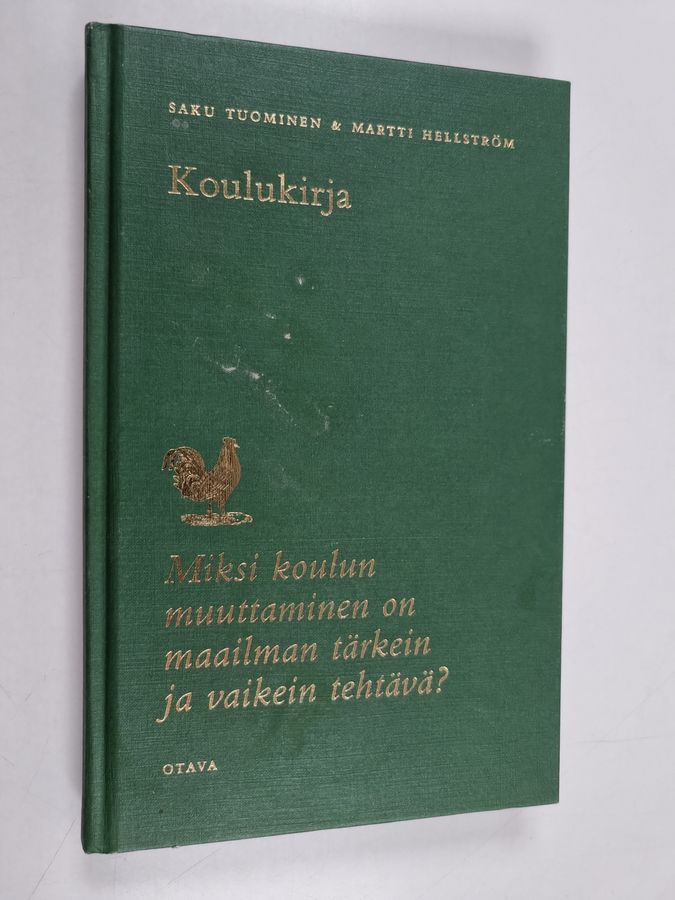 SAKU TUOMINEN & MARTTI HELLSTRÖM
Koulukirja
Miksi koulun
muuttaminen on
maailman tärkein
ja vaikein tehtävä?
OTAVA